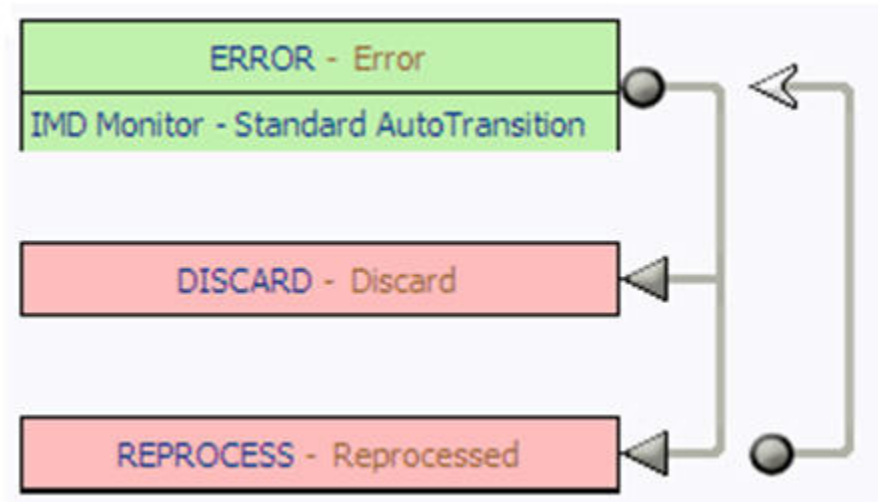 ERROR - Error
IMD Monitor - Standard AutoTransition
DISCARD - Discard
REPROCESS - Reprocessed